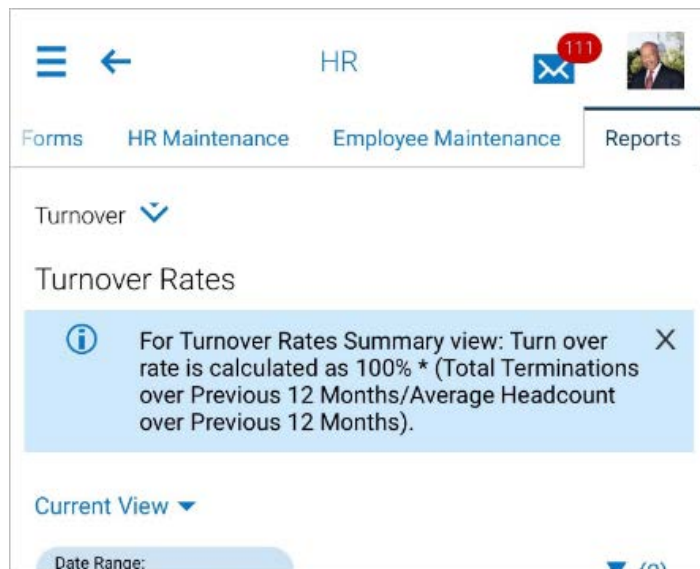 HR
111
Forms HR Maintenance Employee Maintenance Reports
Turnover
Turnover Rates
For Turnover Rates Summary view: Turn over
rate is calculated as 100% * (Total Terminations
over Previous 12 Months/Average Headcount
over Previous 12 Months).
Current View
Date Range: